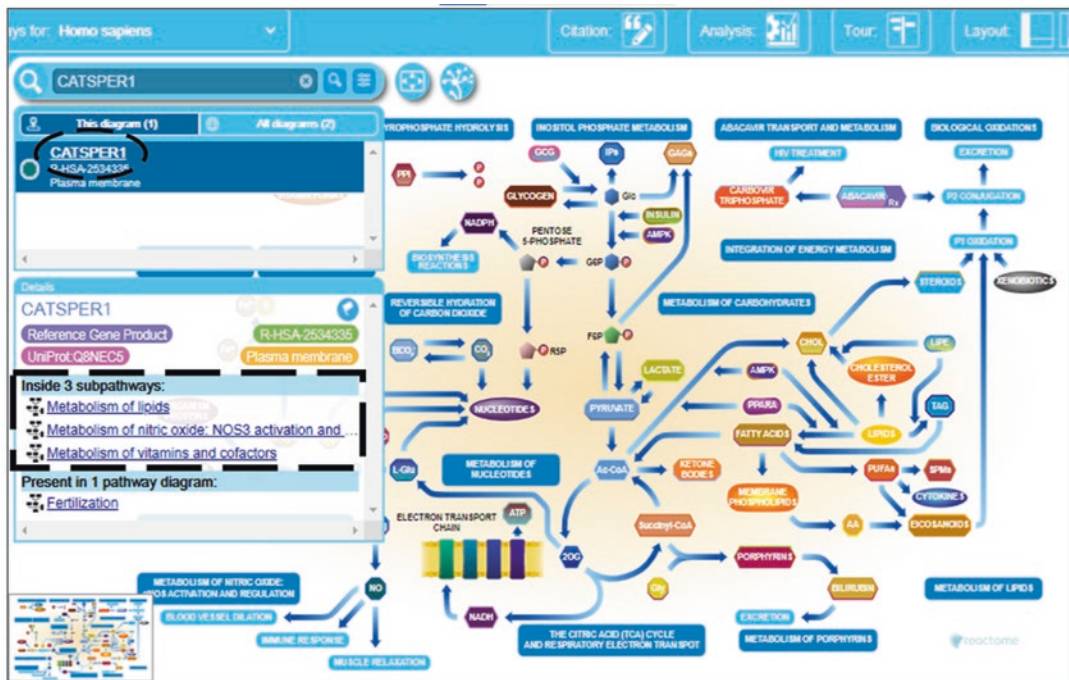 ys for: Homo sapiens
Citation:
Analysis:
Tour:
Layout:
CATSPER1
This diagram (1)
All diagrams (2)
CATSPER1
R-HSA-2534335
Plasma membrane
Details
CATSPER1
Reference Gene Product
R-HSA-2534335
UniProt:Q8NEC5
Plasma membrane
Inside 3 subpathways:
Metabolism of lipids
Metabolism of nitric oxide: NOS3 activation and ...
Metabolism of vitamins and cofactors
Present in 1 pathway diagram:
Fertilization
YROPHOSPHATE HYDROLYSIS
INOSITOL PHOSPHATE METABOLISM
ABACAVIR TRANSPORT AND METABOLISM
BIOLOGICAL OXIDATIONS
PPi
P
P
GCG
IPs
GAGs
HIV TREATMENT
EXCRETION
GLYCOGEN
Glc
CARBOVIR
TRIPHOSPHATE
ABACAVIR
Rx
P2 CONJUGATION
NADPH
INSULIN
AMPK
PENTOSE
5-PHOSPHATE
P1 OXIDATION
BIOSYNTHESIS
REACTIONS
P
G6P
P
INTEGRATION OF ENERGY METABOLISM
STEROIDS
XENOBIOTICS
REVERSIBLE HYDRATION
OF CARBON DIOXIDE
METABOLISM OF CARBOHYDRATES
F6P
P
CHOL
LIPE
CO2
P
R5P
LACTATE
AMPK
CHOLESTEROL
ESTER
NUCLEOTIDES
PYRUVATE
PPARA
TAG
FATTY ACIDS
LIPIDS
L-Glu
METABOLISM OF
NUCLEOTIDES
Ac-CoA
KETONE
BODIES
PUFAs
SPMs
CYTOKINES
MEMBRANE
PHOSPHOLIPIDS
AA
EICOSANOIDS
ELECTRON TRANSPORT
CHAIN
ATP
Succinyl-CoA
2OG
PORPHYRINS
METABOLISM OF NITRIC OXIDE:
NOS3 ACTIVATION AND REGULATION
NO
Gly
BILIRUBIN
METABOLISM OF LIPIDS
BLOOD VESSEL DILATION
NADH
EXCRETION
IMMUNE RESPONSE
THE CITRIC ACID (TCA) CYCLE
AND RESPIRATORY ELECTRON TRANSPOT
METABOLISM OF PORPHYRINS
MUSCLE RELAXATION
reactome